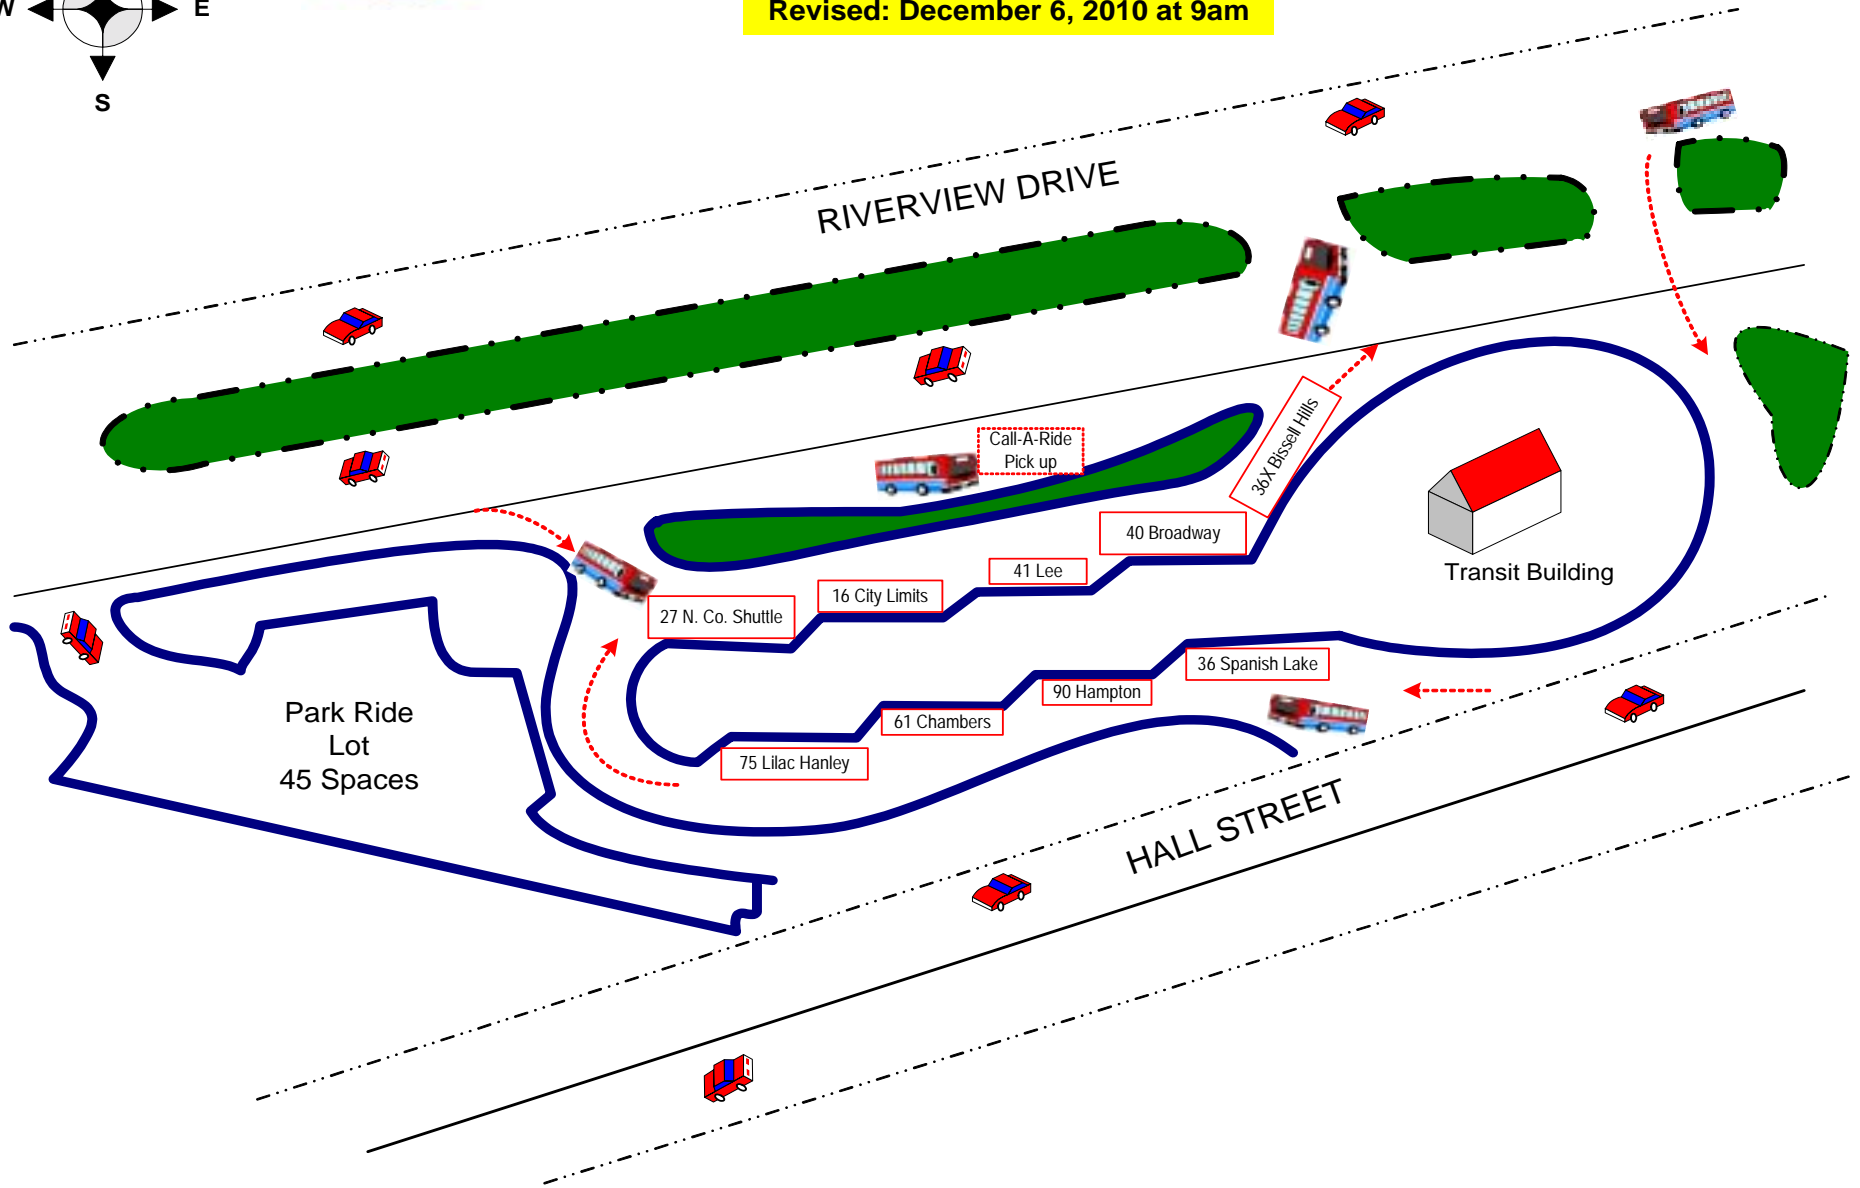 W
E
Revised: December 6, 2010 at 9am
S
RIVERVIEW DRIVE
Call-A-Ride
Pick up
36X Bissell Hills
40 Broadway
41 Lee
16 City Limits
27 N. Co. Shuttle
Transit Building
36 Spanish Lake
90 Hampton
61 Chambers
75 Lilac Hanley
Park Ride
Lot
45 Spaces
HALL STREET